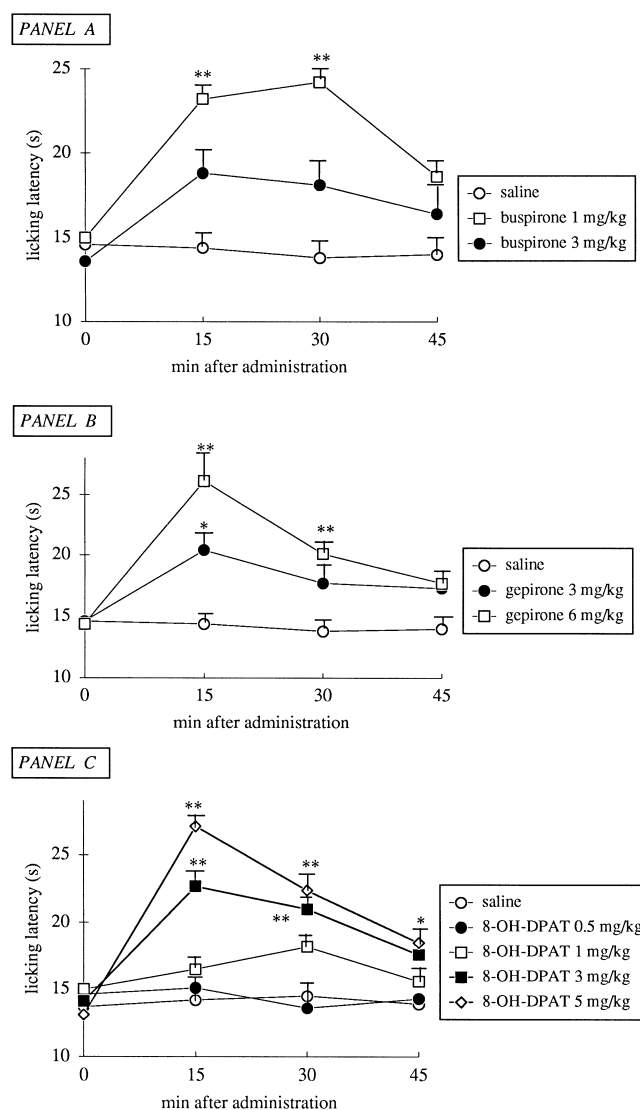 PANEL A
**
**
25
20
15
10
licking latency (s)
0 15 30 45
min after administration
saline
buspirone 1 mg/kg
buspirone 3 mg/kg
PANEL B
**
*
**
25
20
15
10
licking latency (s)
0 15 30 45
min after administration
saline
gepirone 3 mg/kg
gepirone 6 mg/kg
PANEL C
**
**
**
**
*
25
20
15
10
licking latency (s)
0 15 30 45
min after administration
saline
8-OH-DPAT 0.5 mg/kg
8-OH-DPAT 1 mg/kg
8-OH-DPAT 3 mg/kg
8-OH-DPAT 5 mg/kg